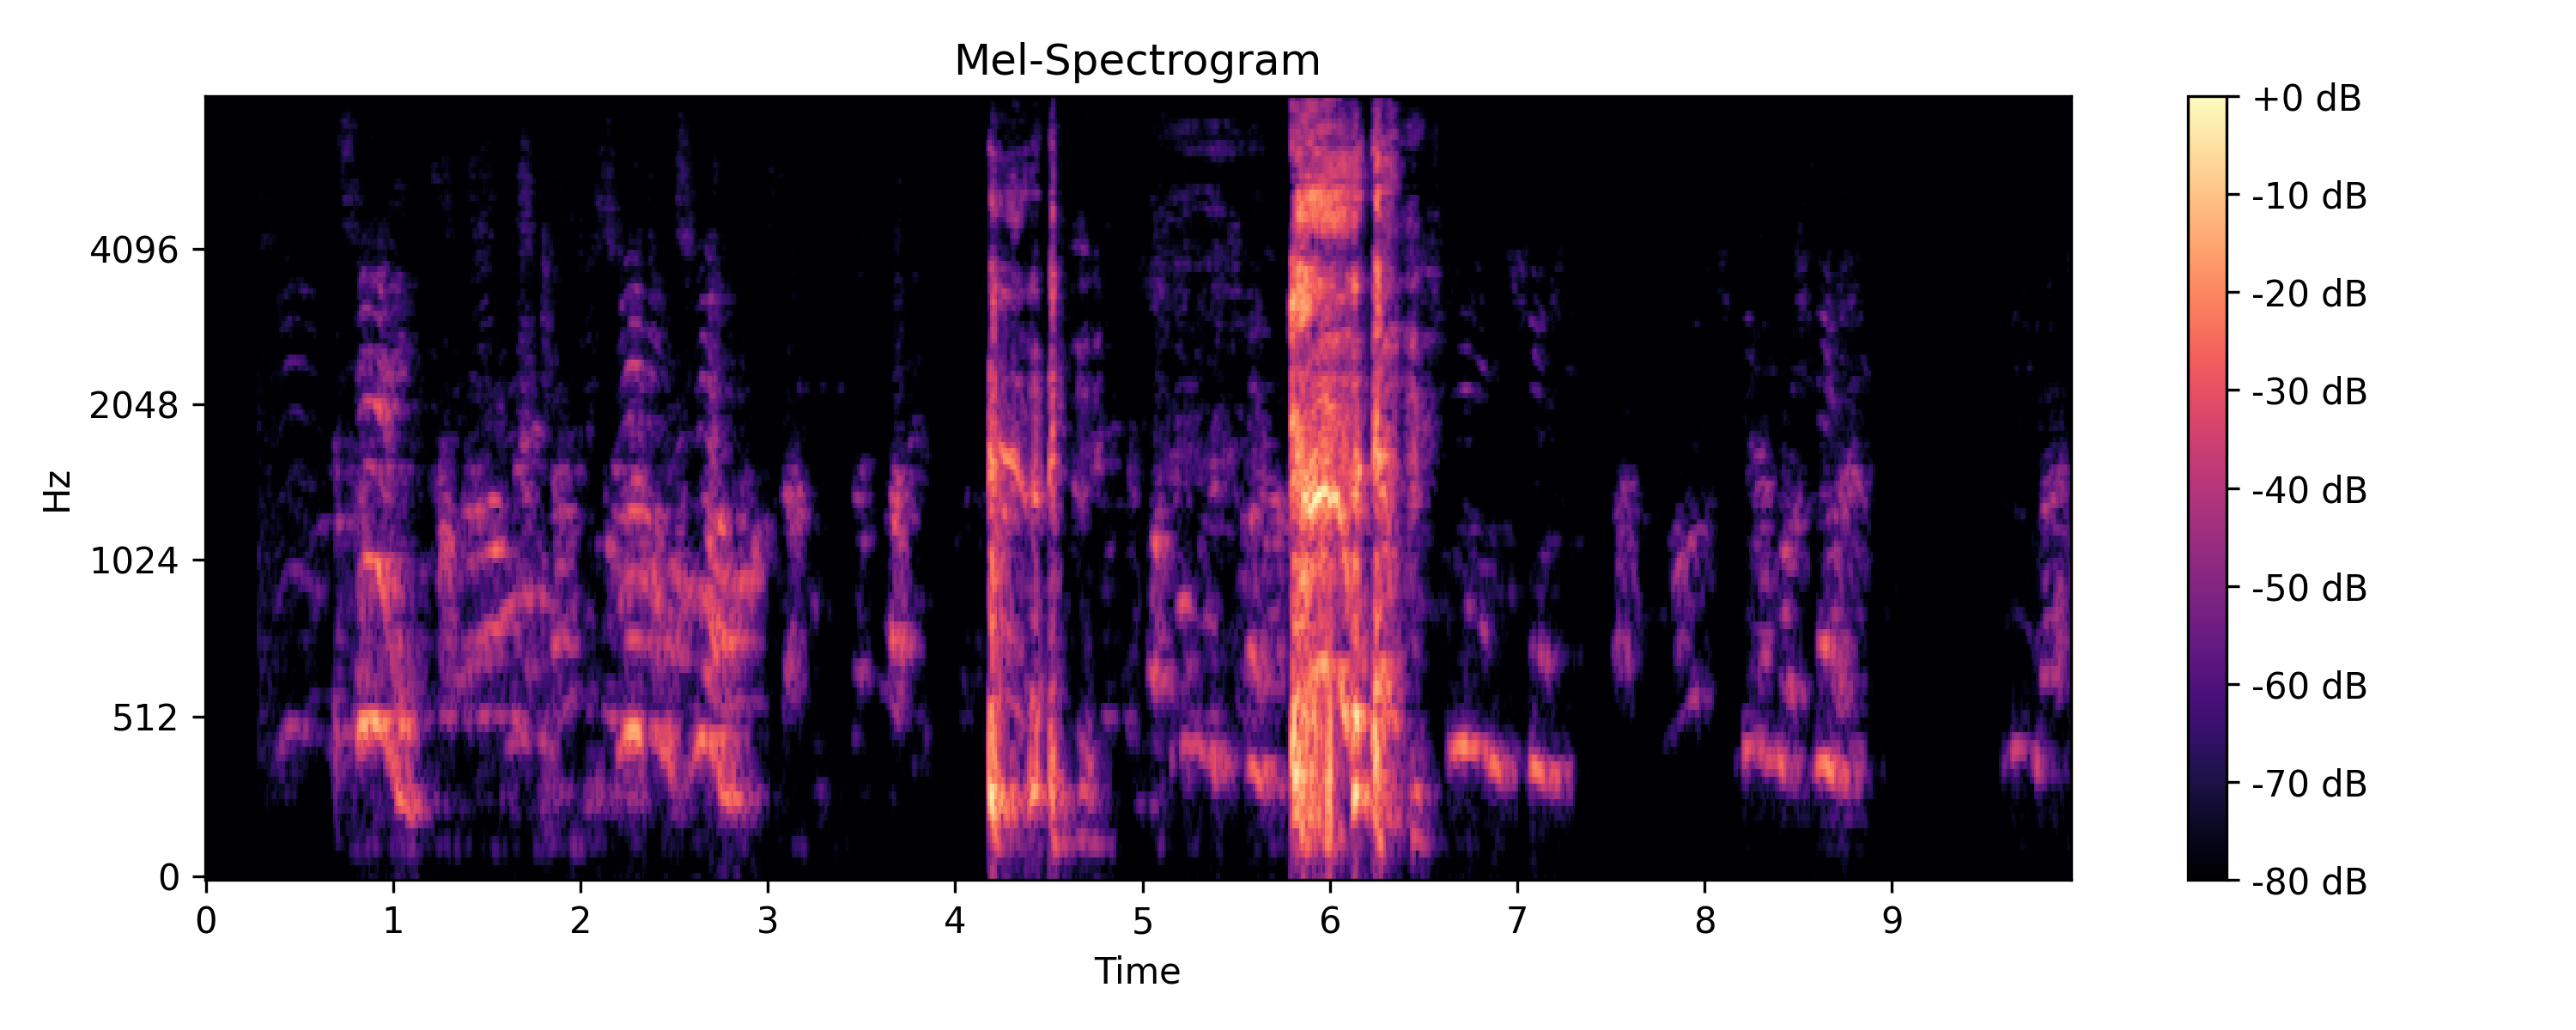 Mel-Spectrogram
+0 dB
-10 dB
-20 dB
-30 dB
-40 dB
-50 dB
-60 dB
-70 dB
-80 dB
Hz
4096
2048
1024
512
0
0 1 2 3 4 5 6 7 8 9
Time